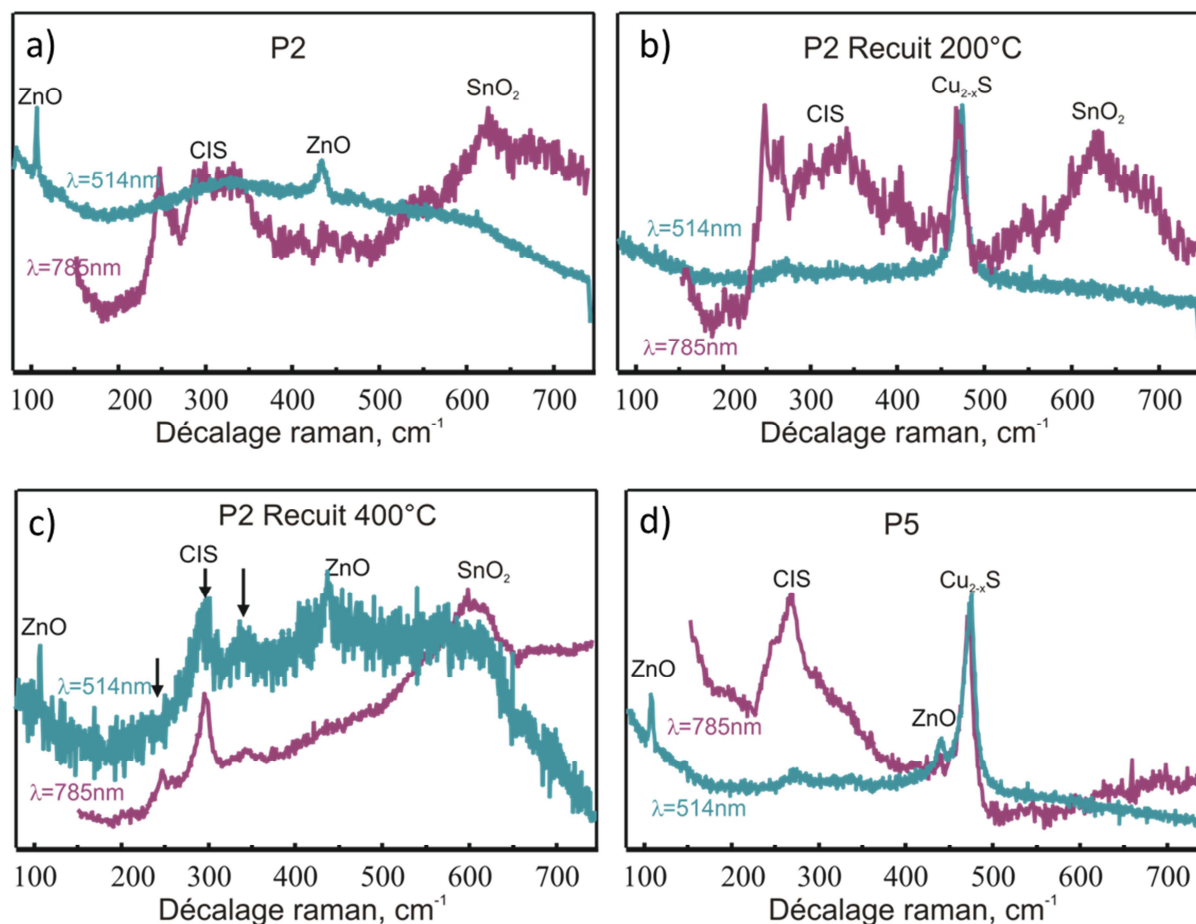 a)
P2
ZnO
CIS
ZnO
SnO₂
λ=514nm
λ=785nm
100 200 300 400 500 600 700
Décalage raman, cm⁻¹
b)
P2 Recuit 200°C
CIS
Cu₂₋ₓS
SnO₂
λ=514nm
λ=785nm
100 200 300 400 500 600 700
Décalage raman, cm⁻¹
c)
P2 Recuit 400°C
CIS
ZnO
SnO₂
ZnO
λ=514nm
λ=785nm
100 200 300 400 500 600 700
Décalage raman, cm⁻¹
d)
P5
CIS
Cu₂₋ₓS
ZnO
ZnO
λ=785nm
λ=514nm
100 200 300 400 500 600 700
Décalage raman, cm⁻¹